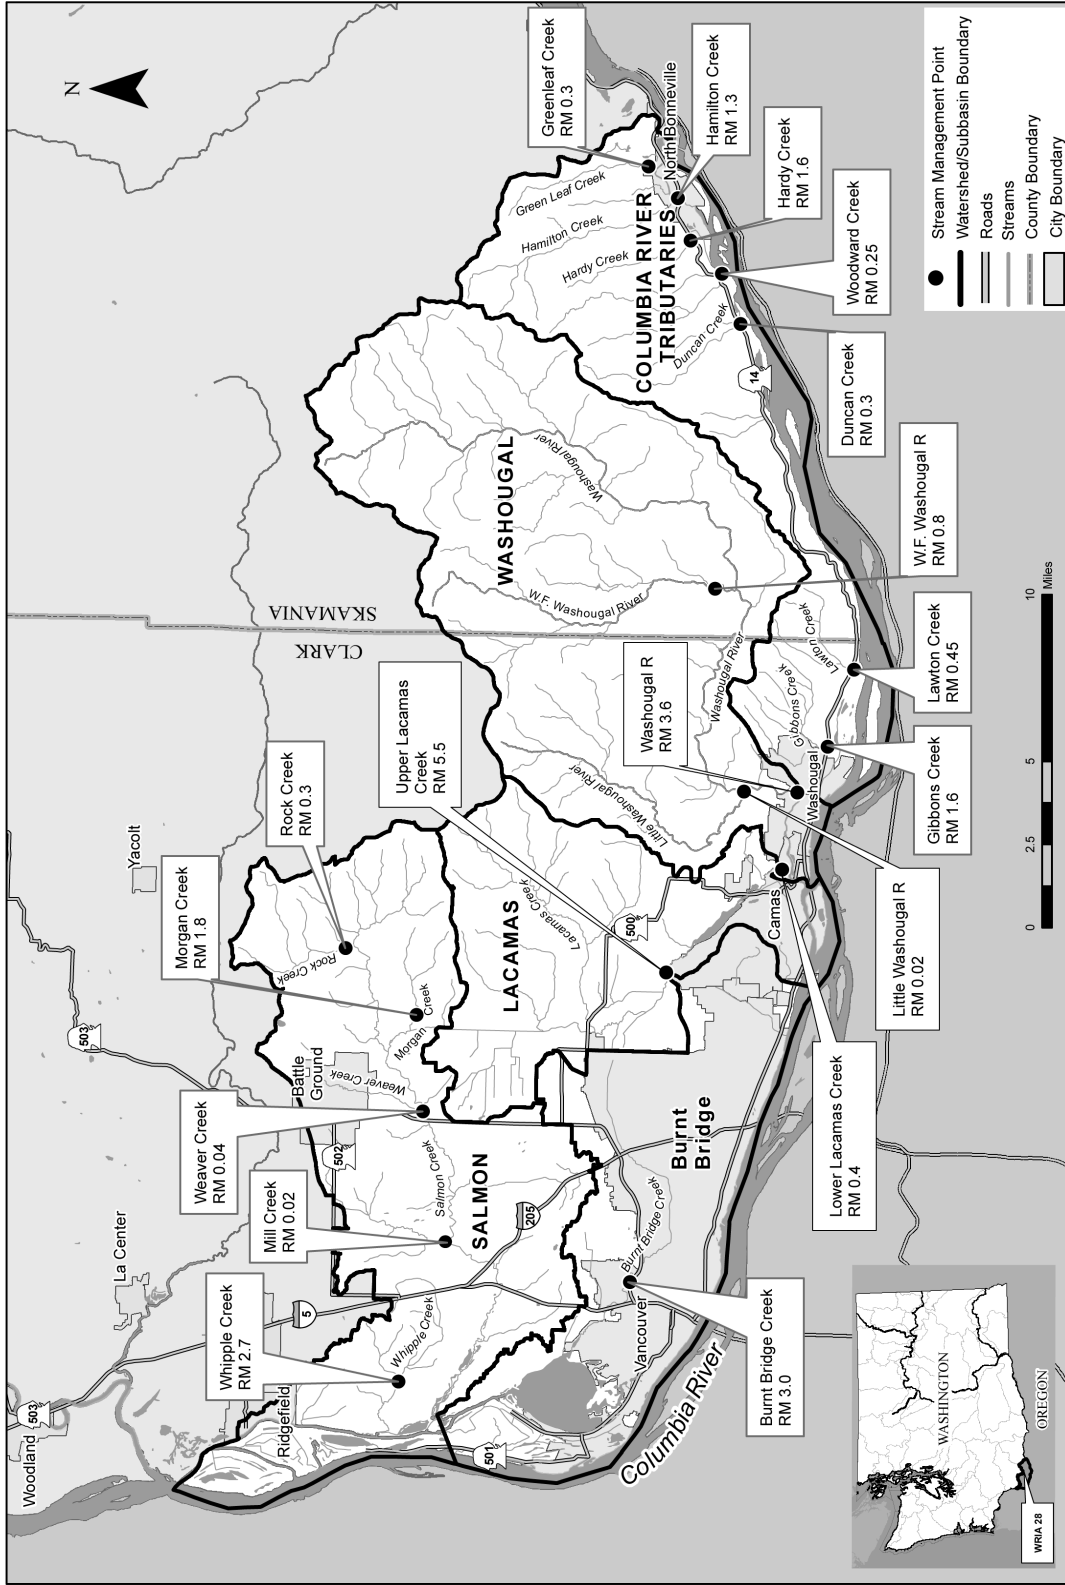 Woodland
503
La Center
503
Yacolt
N
Ridgefield
5
502
Battle
Ground
Whipple Creek
RM 2.7
Mill Creek
RM 0.02
Weaver Creek
RM 0.04
Morgan Creek
RM 1.8
Rock Creek
RM 0.3
Upper Lacamas
Creek
RM 5.5
CLARK
SKAMANIA
Washougal R
RM 3.6
Greenleaf Creek
RM 0.3
Hamilton Creek
RM 1.3
Hardy Creek
RM 1.6
Woodward Creek
RM 0.25
Duncan Creek
RM 0.3
W.F. Washougal R
RM 0.8
Lawton Creek
RM 0.45
Gibbons Creek
RM 1.6
Little Washougal R
RM 0.02
Lower Lacamas Creek
RM 0.4
Burnt Bridge Creek
RM 3.0
Whipple Creek
Salmon Creek
Weaver Creek
Morgan
Creek
Rock Creek
SALMON
205
LACAMAS
Lacamas Creek
500
Little Washougal River
WASHOUGAL
W.F. Washougal River
Washougal River
Washougal River
Green Leaf Creek
Hamilton Creek
Hardy Creek
COLUMBIA RIVER
TRIBUTARIES
Duncan Creek
North Bonneville
14
Lawton Creek
Gibbons Creek
Washougal
Camas
Burnt
Bridge
Burnt Bridge Creek
Vancouver
501
Columbia River
WASHINGTON
OREGON
WRIA 28
0
2.5
5
10
Miles
Stream Management Point
Watershed/Subbasin Boundary
Roads
Streams
County Boundary
City Boundary